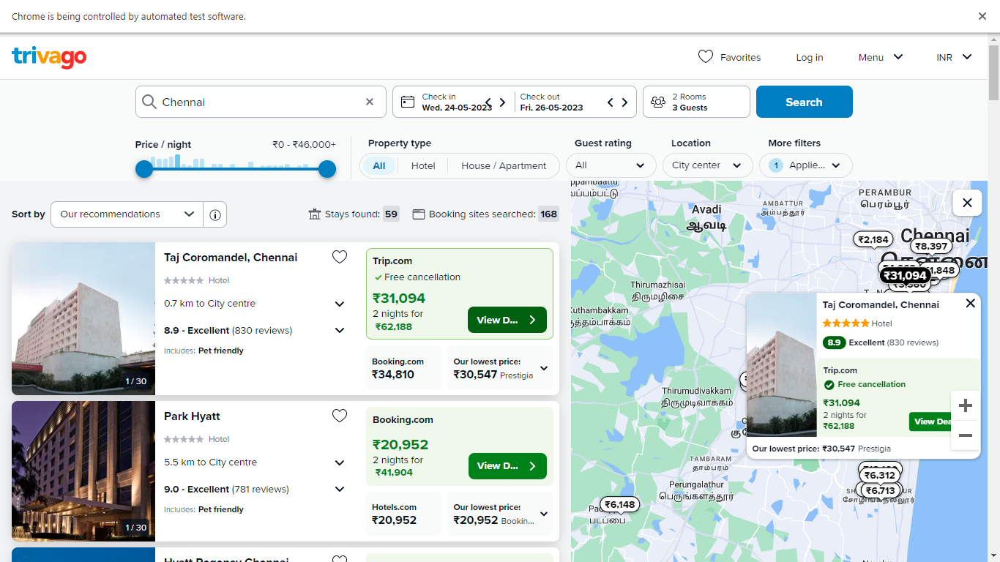 Chrome is being controlled by automated test software.
trivago
Favorites
Log in
Menu
INR
Chennai
Check in
Wed, 24-05-2023
Check out
Fri, 26-05-2023
2 Rooms
3 Guests
Search
Price / night
₹0 - ₹46,000+
Property type
All
Hotel
House / Apartment
Guest rating
All
Location
City center
More filters
1
Applie...
Sort by
Our recommendations
Stays found: 59
Booking sites searched: 168
Taj Coromandel, Chennai
Hotel
0.7 km to City centre
8.9 - Excellent (830 reviews)
Includes: Pet friendly
1 / 30
Trip.com
Free cancellation
₹31,094
2 nights for
₹62,188
View D...
Booking.com
₹34,810
Our lowest price:
₹30,547 Prestigia
Park Hyatt
Hotel
5.5 km to City centre
9.0 - Excellent (781 reviews)
Includes: Pet friendly
1 / 30
Booking.com
₹20,952
2 nights for
₹41,904
View D...
Hotels.com
₹20,952
Our lowest price:
₹20,952 Bookin...
Hyatt Regency Chennai
PERAMBUR
பெரம்பூர்
AMBATTUR
அம்பத்தூர்
Avadi
ஆவடி
Chennai
சென்னை
₹2,184
₹8,397
₹31,094
Thirumazhisai
திருமழிசை
Thirumudivakkam
திருமுடிவாக்கம்
TAMBARAM
தாம்பரம்
Perungalathur
பெருங்களத்தூர்
படப்பை
₹6,148
₹6,312
₹6,713
Taj Coromandel, Chennai
Hotel
8.9 Excellent (830 reviews)
Trip.com
Free cancellation
₹31,094
2 nights for
₹62,188
View Dea
Our lowest price: ₹30,547 Prestigia